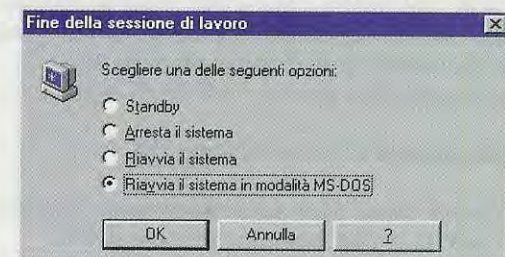 Fine della sessione di lavoro
Scegliere una delle seguenti opzioni:
Standby
Arresta il sistema
Riavvia il sistema
Riavvia il sistema in modalità MS-DOS
OK Annulla ?